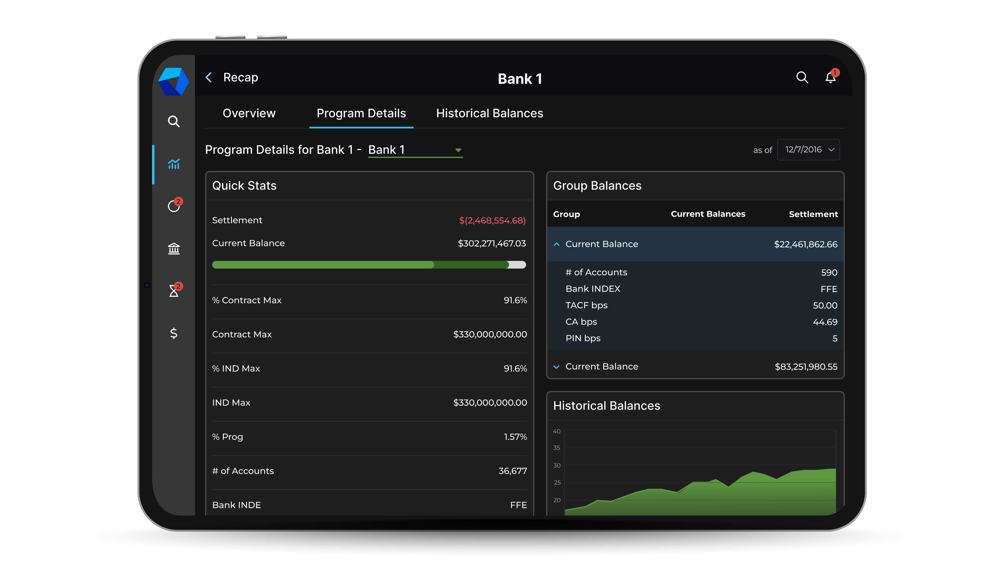 Recap
Bank 1
1
Overview
Program Details
Historical Balances
Program Details for Bank 1 - Bank 1
as of 12/7/2016
2
2
Quick Stats
Settlement $(2,468,554.68)
Current Balance $302,271,467.03
% Contract Max 91.6%
Contract Max $330,000,000.00
% IND Max 91.6%
IND Max $330,000,000.00
% Prog 1.57%
# of Accounts 36,677
Bank INDE FFE
Group Balances
Group Current Balances Settlement
Current Balance $22,461,862.66
# of Accounts 590
Bank INDEX FFE
TACF bps 50.00
CA bps 44.69
PIN bps 5
Current Balance $83,251,980.55
Historical Balances
40
35
30
25
20